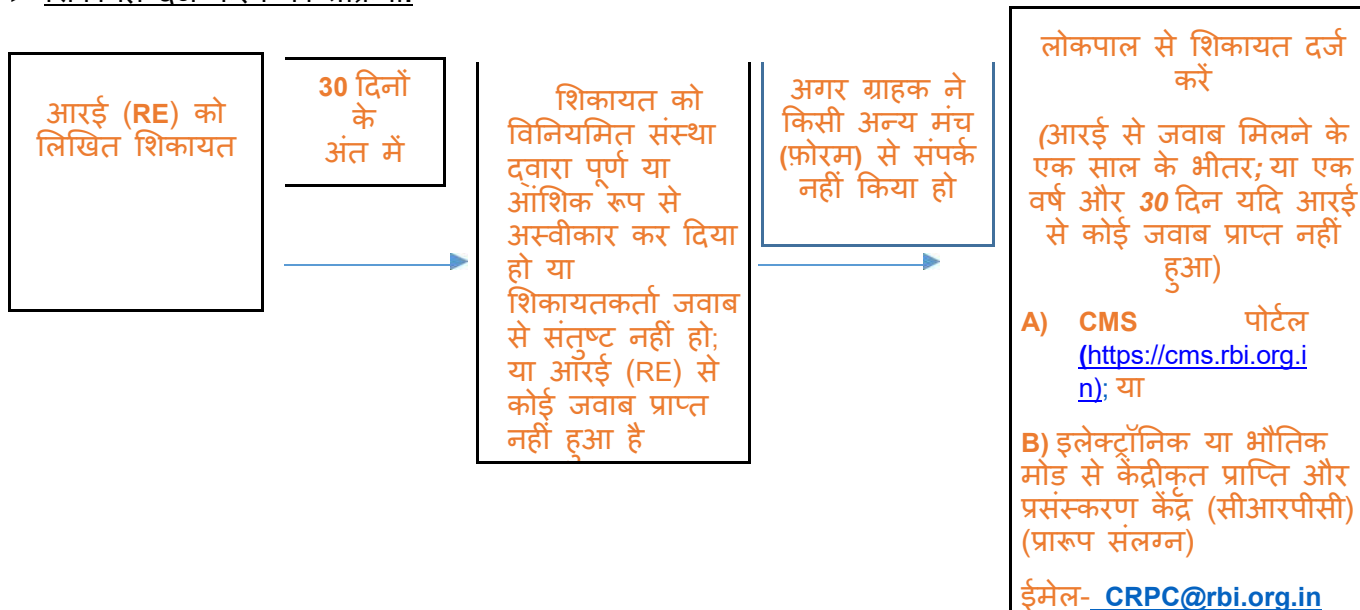 आरई (RE) को
लिखित शिकायत
30 दिनों
के
अंत में
शिकायत को
विनियमित संस्था
द्वारा पूर्ण या
आंशिक रूप से
अस्वीकार कर दिया
हो या
शिकायतकर्ता जवाब
से संतुष्ट नहीं हो;
या आरई (RE) से
कोई जवाब प्राप्त
नहीं हुआ है
अगर ग्राहक ने
किसी अन्य मंच
(फ़ोरम) से संपर्क
नहीं किया हो
लोकपाल से शिकायत दर्ज
करें
(आरई से जवाब मिलने के
एक साल के भीतर; या एक
वर्ष और 30 दिन यदि आरई
से कोई जवाब प्राप्त नहीं
हुआ)
A) CMS पोर्टल
(https://cms.rbi.org.i
n); या
B) इलेक्ट्रॉनिक या भौतिक
मोड से केंद्रीकृत प्राप्ति और
प्रसंस्करण केंद्र (सीआरपीसी)
(प्रारूप संलग्न)
ईमेल- CRPC@rbi.org.in